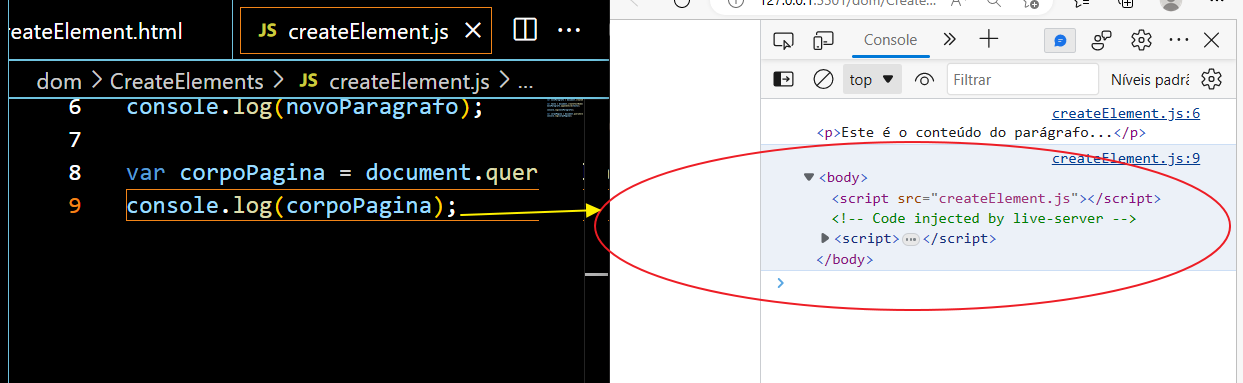 reateElement.html JS createElement.js × ...
dom > CreateElements > JS createElement.js > ...
6 console.log(novoParagrafo);
7
8 var corpoPagina = document.quer
9 console.log(corpoPagina);
127.0.0.1:5501/dom/Create...
Console
top Filtrar Níveis padrã
createElement.js:6
<p>Este é o conteúdo do parágrafo...</p>
createElement.js:9
<body>
<script src="createElement.js"></script>
<!-- Code injected by live-server -->
<script>...</script>
</body>